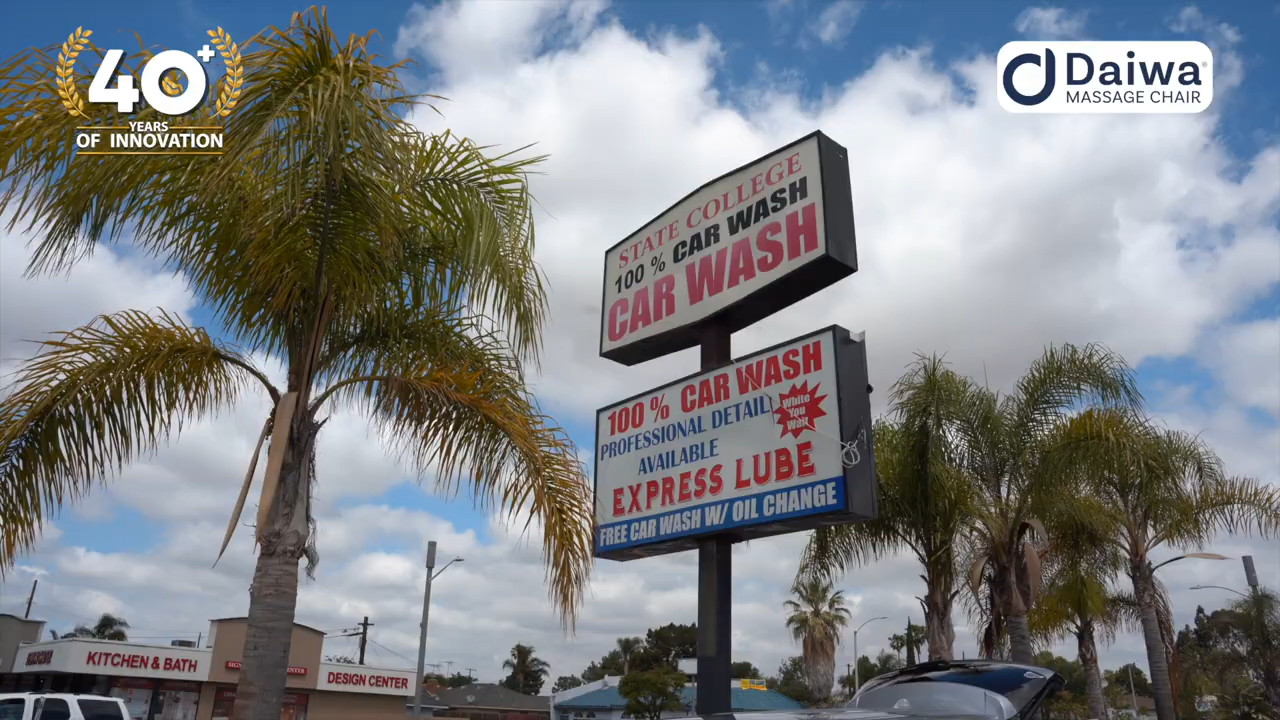 40+
YEARS
OF INNOVATION
Daiwa
MASSAGE CHAIR
STATE COLLEGE
100 % CAR WASH
CAR WASH
100 % CAR WASH
PROFESSIONAL DETAIL
AVAILABLE
White
You
Wait
EXPRESS LUBE
FREE CAR WASH W/ OIL CHANGE
KITCHEN & BATH
DESIGN CENTER